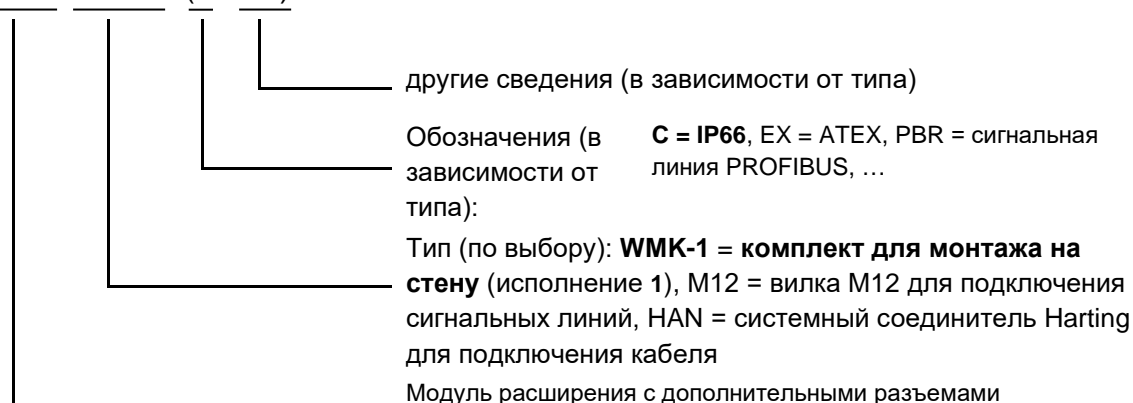 другие сведения (в зависимости от типа)
Обозначения (в зависимости от типа):
C = IP66, EX = ATEX, PBR = сигнальная линия PROFIBUS, …
Тип (по выбору): WMK-1 = комплект для монтажа на
стену (исполнение 1), M12 = вилка M12 для подключения
сигнальных линий, HAN = системный соединитель Harting
для подключения кабеля
Модуль расширения с дополнительными разъемами